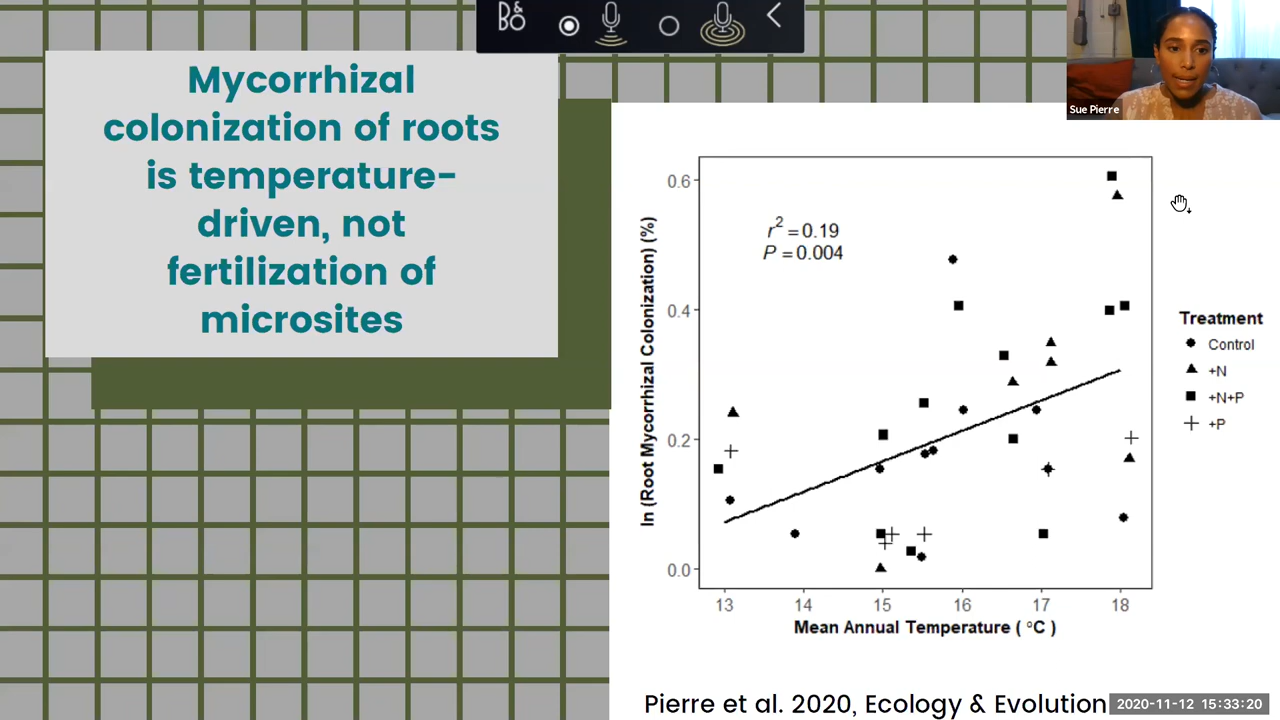 B&
BO
Mycorrhizal
colonization of roots
is temperature-
driven, not
fertilization of
microsites
Sue Pierre
r² = 0.19
P = 0.004
ln (Root Mycorrhizal Colonization) (%)
0.6
0.4
0.2
0.0
13 14 15 16 17 18
Mean Annual Temperature ( °C )
Treatment
Control
+N
+N+P
+P
Pierre et al. 2020, Ecology & Evolution
2020-11-12 15:33:20